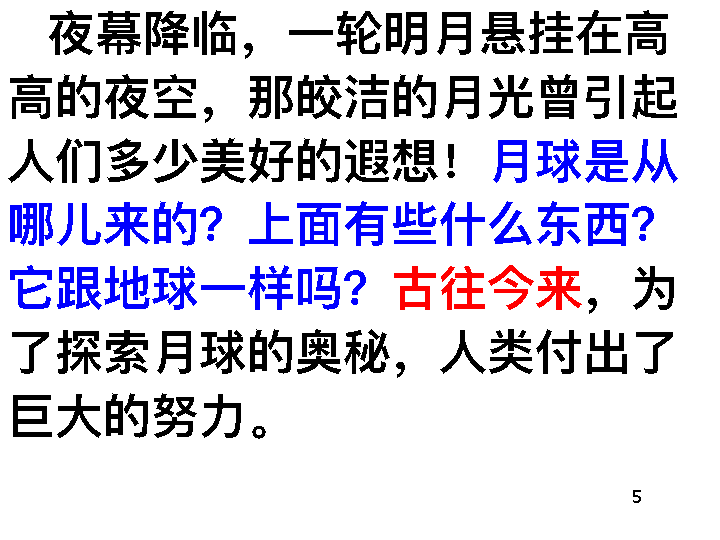 夜幕降临，一轮明月悬挂在高
高的夜空，那皎洁的月光曾引起
人们多少美好的遐想！月球是从
哪儿来的？上面有些什么东西？
它跟地球一样吗？古往今来，为
了探索月球的奥秘，人类付出了
巨大的努力。
5